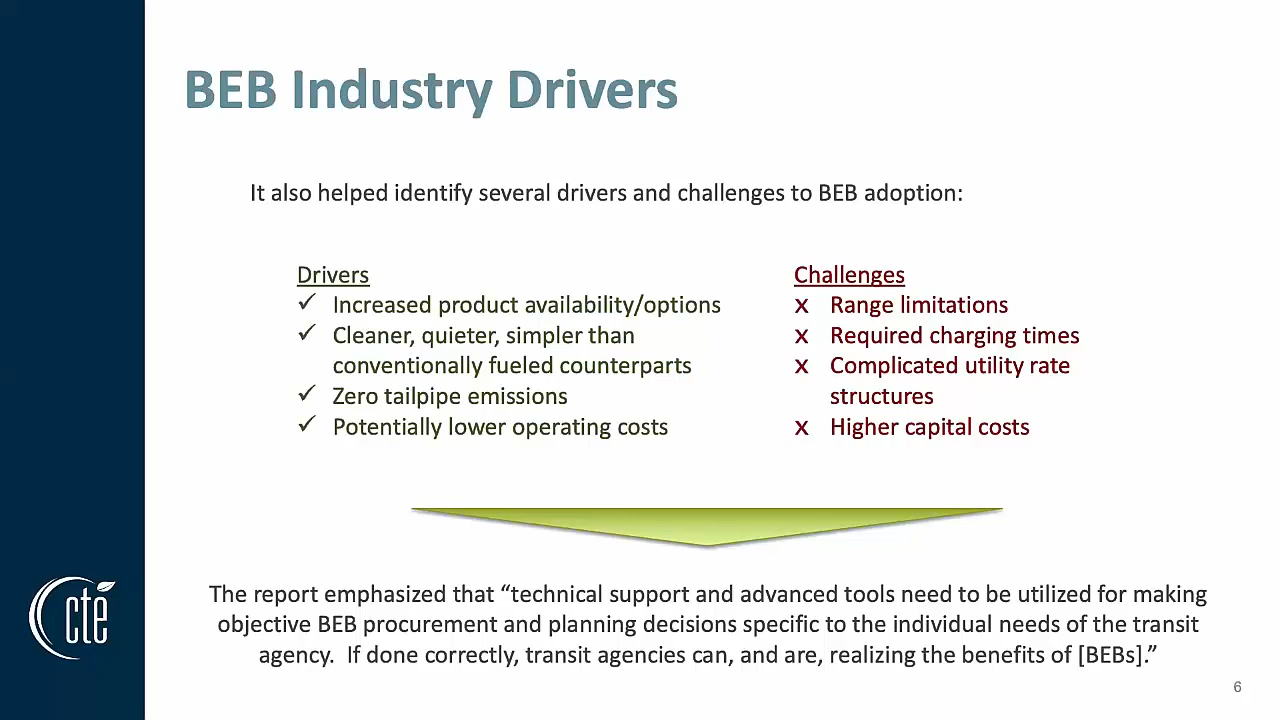 BEB Industry Drivers
It also helped identify several drivers and challenges to BEB adoption:
Drivers
✓ Increased product availability/options
✓ Cleaner, quieter, simpler than
conventionally fueled counterparts
✓ Zero tailpipe emissions
✓ Potentially lower operating costs
Challenges
x Range limitations
x Required charging times
x Complicated utility rate
structures
x Higher capital costs
The report emphasized that “technical support and advanced tools need to be utilized for making
objective BEB procurement and planning decisions specific to the individual needs of the transit
agency.  If done correctly, transit agencies can, and are, realizing the benefits of [BEBs].”
cte
6